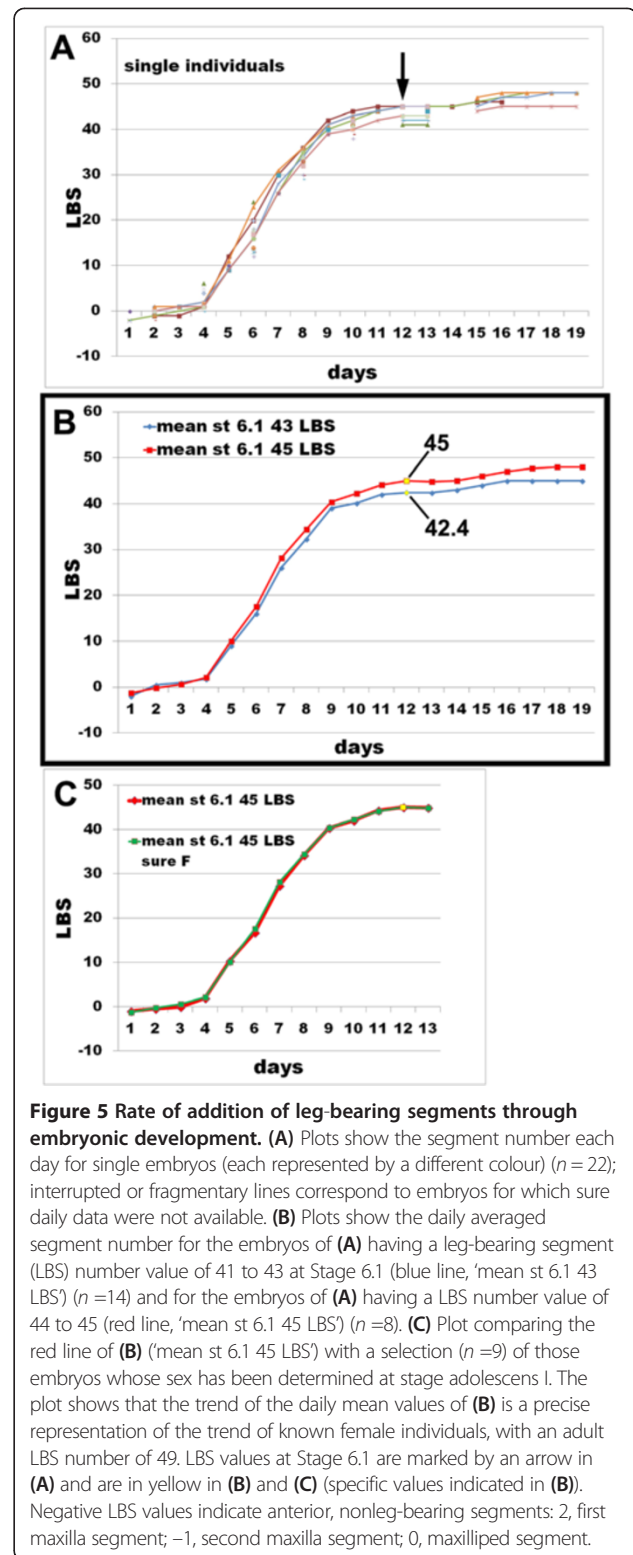 A
single individuals
60
50
40
30
20
10
0
-10
LBS
1 2 3 4 5 6 7 8 9 10 11 12 13 14 15 16 17 18 19
days
B
mean st 6.1 43 LBS
mean st 6.1 45 LBS
60
50
40
30
20
10
0
-10
LBS
45
42.4
1 2 3 4 5 6 7 8 9 10 11 12 13 14 15 16 17 18 19
days
C
mean st 6.1 45 LBS
mean st 6.1 45 LBS
sure F
50
40
30
20
10
0
-10
LBS
1 2 3 4 5 6 7 8 9 10 11 12 13
days
Figure 5 Rate of addition of leg-bearing segments through
embryonic development. (A) Plots show the segment number each
day for single embryos (each represented by a different colour) (n = 22);
interrupted or fragmentary lines correspond to embryos for which sure
daily data were not available. (B) Plots show the daily averaged
segment number for the embryos of (A) having a leg-bearing segment
(LBS) number value of 41 to 43 at Stage 6.1 (blue line, ‘mean st 6.1 43
LBS’) (n =14) and for the embryos of (A) having a LBS number value of
44 to 45 (red line, ‘mean st 6.1 45 LBS’) (n =8). (C) Plot comparing the
red line of (B) (‘mean st 6.1 45 LBS’) with a selection (n =9) of those
embryos whose sex has been determined at stage adolescens I. The
plot shows that the trend of the daily mean values of (B) is a precise
representation of the trend of known female individuals, with an adult
LBS number of 49. LBS values at Stage 6.1 are marked by an arrow in
(A) and are in yellow in (B) and (C) (specific values indicated in (B)).
Negative LBS values indicate anterior, nonleg-bearing segments: 2, first
maxilla segment; –1, second maxilla segment; 0, maxilliped segment.